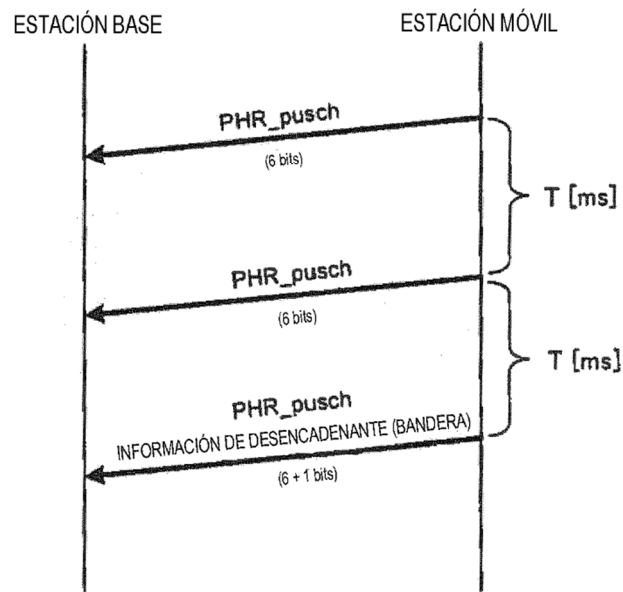 ESTACIÓN BASE
ESTACIÓN MÓVIL
PHR_pusch
(6 bits)
T [ms]
PHR_pusch
(6 bits)
T [ms]
PHR_pusch
INFORMACIÓN DE DESENCADENANTE (BANDERA)
(6 + 1 bits)